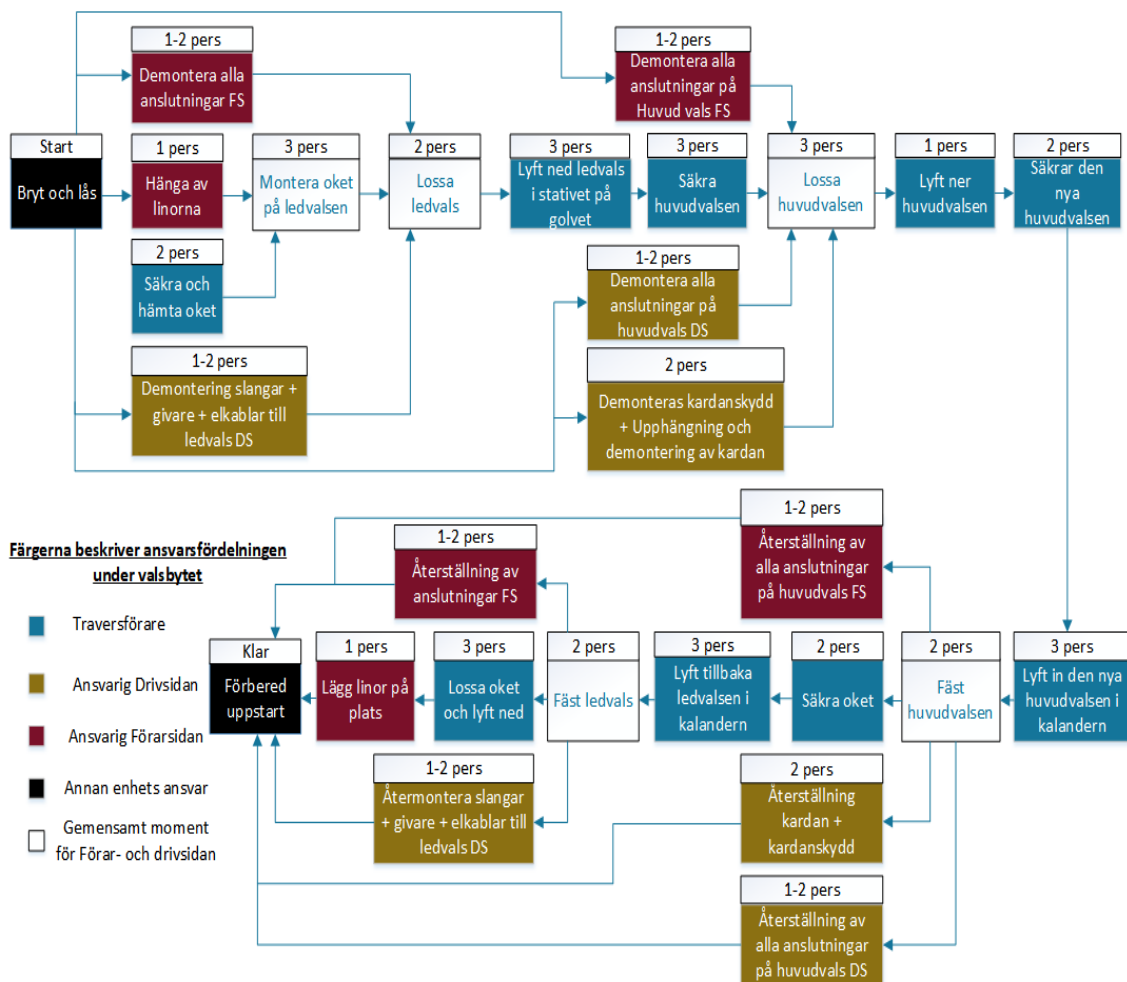 1-2 pers
Demontera alla
anslutningar FS
1-2 pers
Demontera alla
anslutningar på
Huvud vals FS
Start
Bryt och lås
1 pers
Hänga av
linorna
3 pers
Montera oket
på ledvalsen
2 pers
Lossa
ledvals
3 pers
Lyft ned ledvals
i stativet på
golvet
3 pers
Säkra
huvudvalsen
3 pers
Lossa
huvudvalsen
1 pers
Lyft ner
huvudvalsen
2 pers
Säkrar den
nya
huvudvalsen
2 pers
Säkra och
hämta oket
1-2 pers
Demontera alla
anslutningar på
huvudvals DS
1-2 pers
Demontering slangar +
givare + elkablar till
ledvals DS
2 pers
Demonteras kardanskydd
+ Upphängning och
demontering av kardan
Färgerna beskriver ansvarsfördelningen
under valsbytet
Traversförare
Ansvarig Drivsidan
Ansvarig Förarsidan
Annan enhets ansvar
Gemensamt moment
för Förar- och drivsidan
1-2 pers
Återställning av
anslutningar FS
1-2 pers
Återställning av
alla anslutningar
på huvudvals FS
Klar
Förbered
uppstart
1 pers
Lägg linor på
plats
3 pers
Lossa oket
och lyft ned
2 pers
Fäst ledvals
3 pers
Lyft tillbaka
ledvalsen i
kalandern
2 pers
Säkra oket
2 pers
Fäst
huvudvalsen
3 pers
Lyft in den nya
huvudvalsen i
kalandern
1-2 pers
Återmontera slangar
+ givare + elkablar till
ledvals DS
2 pers
Återställning
kardan +
kardanskydd
1-2 pers
Återställning av
alla anslutningar
på huvudvals DS